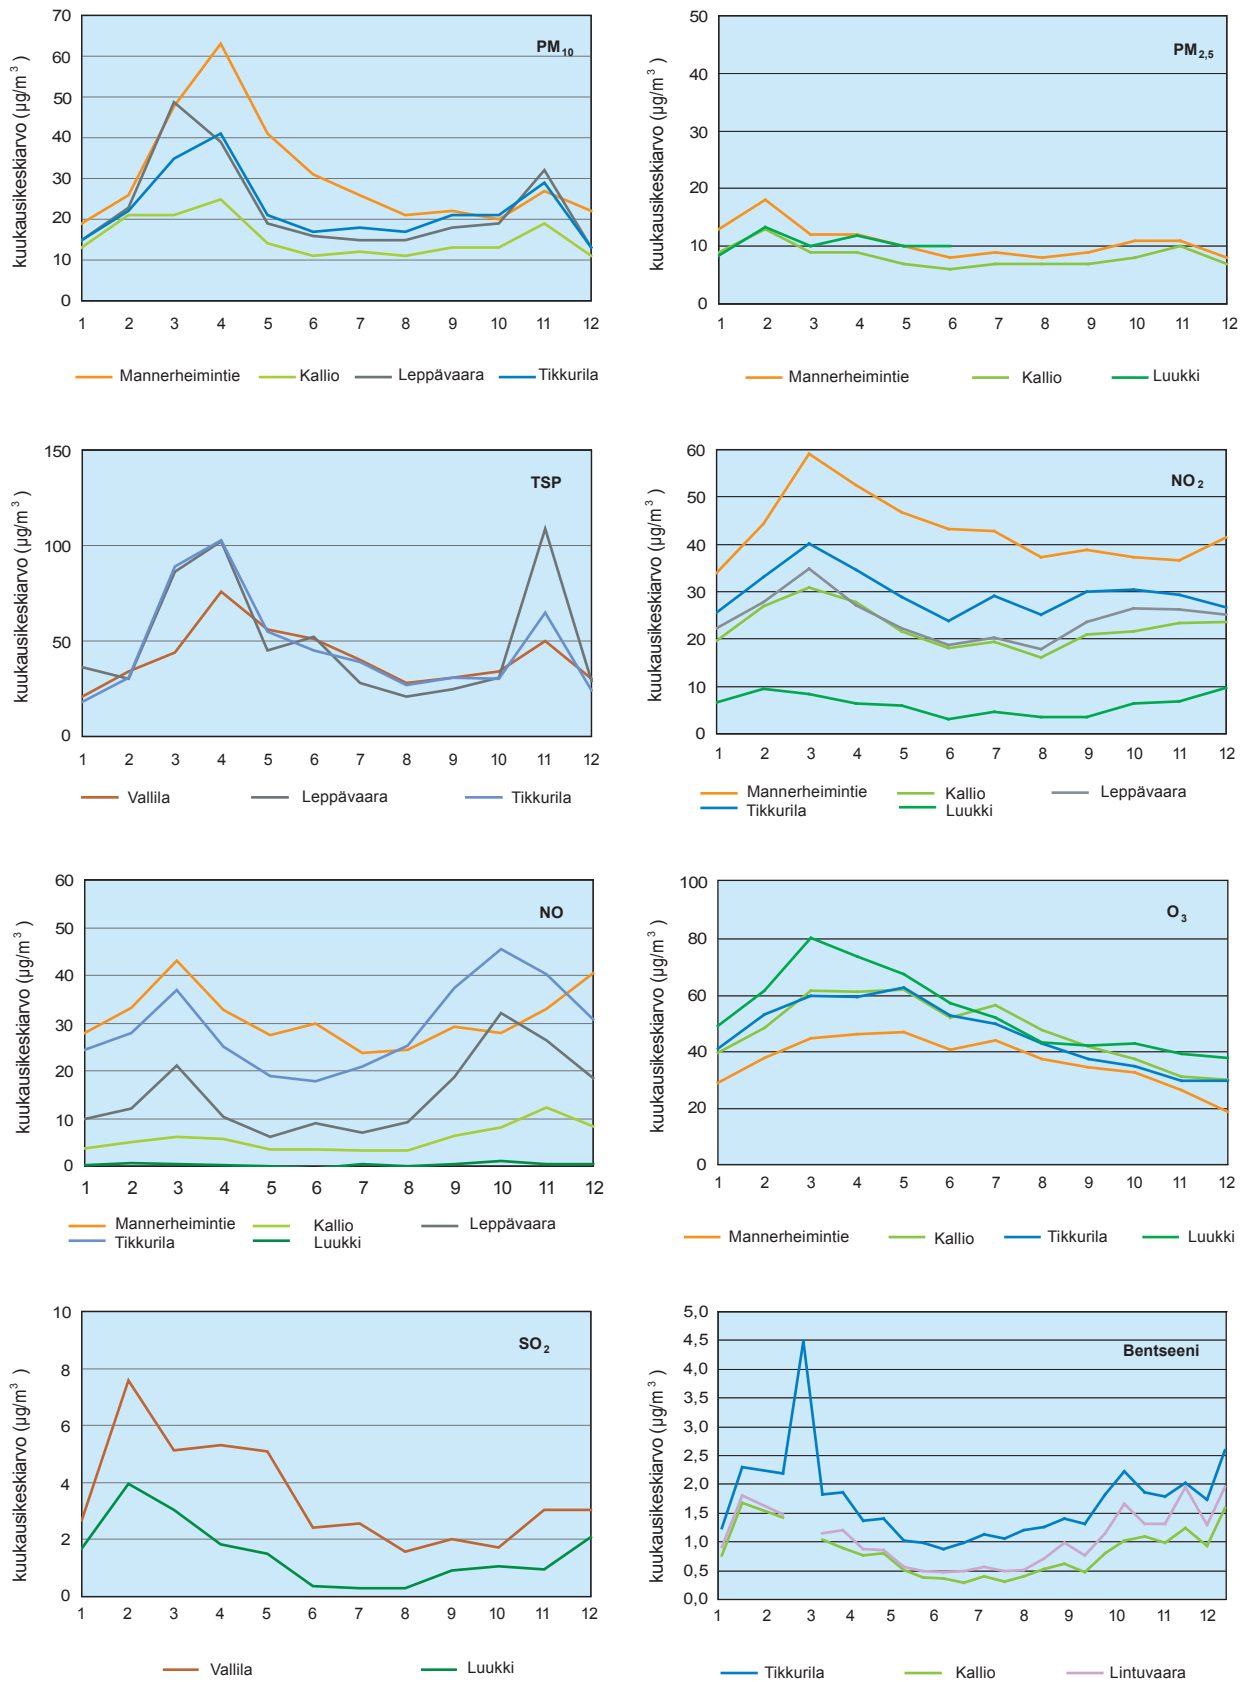 kuukausikeskiarvo (µg/m³)
70
60
50
40
30
20
10
0
PM₁₀
1 2 3 4 5 6 7 8 9 10 11 12
Mannerheimintie Kallio Leppävaara Tikkurila
kuukausikeskiarvo (µg/m³)
50
40
30
20
10
0
PM₂,₅
1 2 3 4 5 6 7 8 9 10 11 12
Mannerheimintie Kallio Luukki
kuukausikeskiarvo (µg/m³)
150
100
50
0
TSP
1 2 3 4 5 6 7 8 9 10 11 12
Vallila Leppävaara Tikkurila
kuukausikeskiarvo (µg/m³)
60
50
40
30
20
10
0
NO₂
1 2 3 4 5 6 7 8 9 10 11 12
Mannerheimintie Kallio Leppävaara
Tikkurila Luukki
kuukausikeskiarvo (µg/m³)
60
50
40
30
20
10
0
NO
1 2 3 4 5 6 7 8 9 10 11 12
Mannerheimintie Kallio Leppävaara
Tikkurila Luukki
kuukausikeskiarvo (µg/m³)
100
80
60
40
20
0
O₃
1 2 3 4 5 6 7 8 9 10 11 12
Mannerheimintie Kallio Tikkurila Luukki
kuukausikeskiarvo (µg/m³)
10
8
6
4
2
0
SO₂
1 2 3 4 5 6 7 8 9 10 11 12
Vallila Luukki
kuukausikeskiarvo (µg/m³)
5,0
4,5
4,0
3,5
3,0
2,5
2,0
1,5
1,0
0,5
0,0
Bentseeni
1 2 3 4 5 6 7 8 9 10 11 12
Tikkurila Kallio Lintuvaara